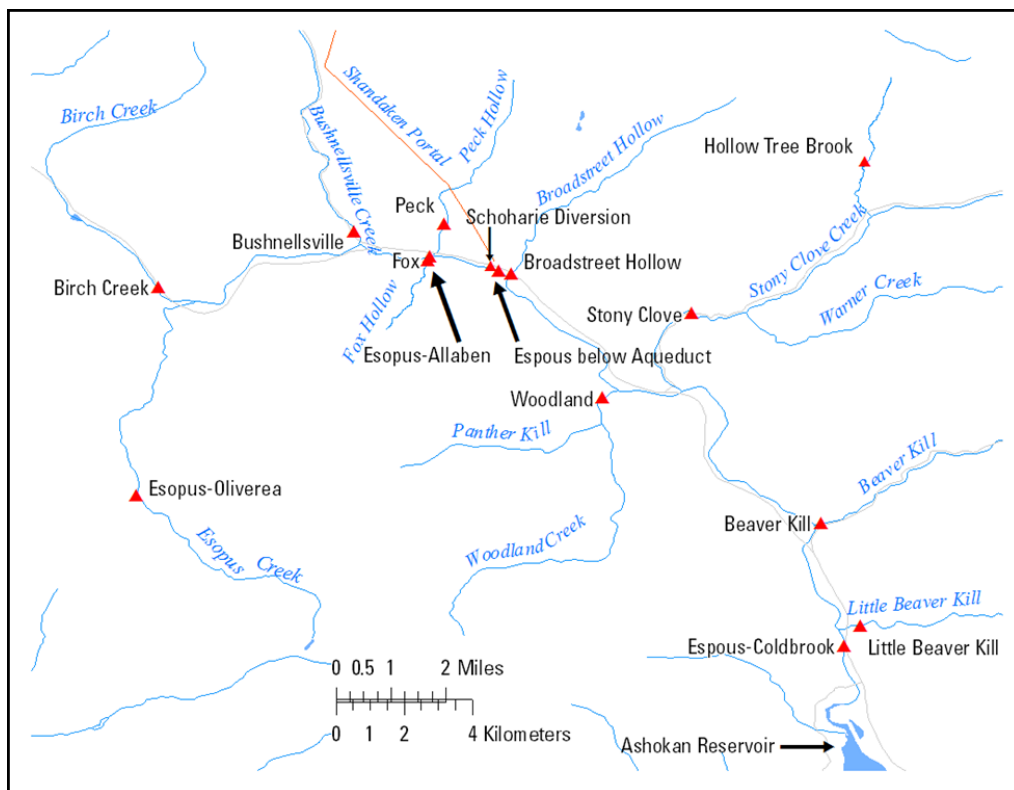 Birch Creek
Shandaken Portal
Peck Hollow
Bushnellsville Creek
Broadstreet Hollow
Hollow Tree Brook
Peck
Schoharie Diversion
Bushnellsville
Fox
Broadstreet Hollow
Stony Clove Creek
Birch Creek
Fox Hollow
Stony Clove
Warner Creek
Esopus-Allaben
Espous below Aqueduct
Woodland
Panther Kill
Beaver Kill
Esopus-Oliverea
Beaver Kill
Esopus Creek
Woodland Creek
Little Beaver Kill
Espous-Coldbrook
Little Beaver Kill
0 0.5 1 2 Miles
0 1 2 4 Kilometers
Ashokan Reservoir